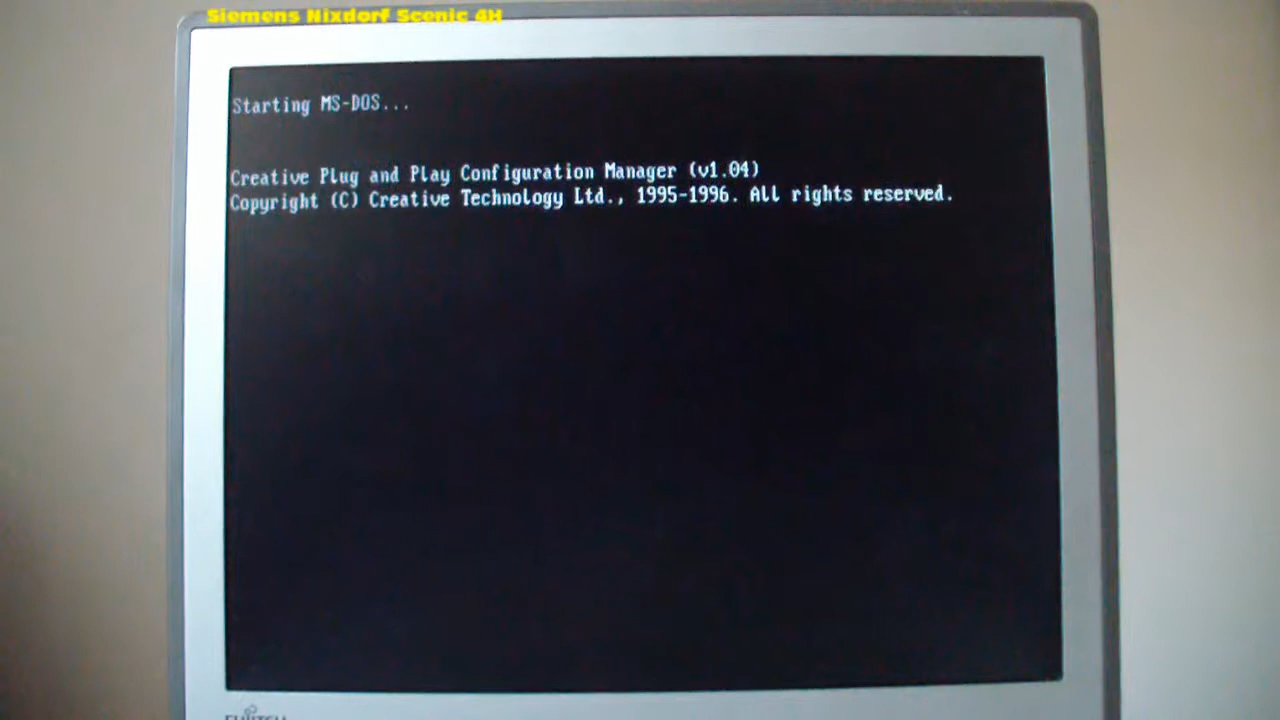 Siemens Nixdorf Scenic 4H
Starting MS-DOS...
Creative Plug and Play Configuration Manager (v1.04)
Copyright (C) Creative Technology Ltd., 1995-1996. All rights reserved.
FUJITSU